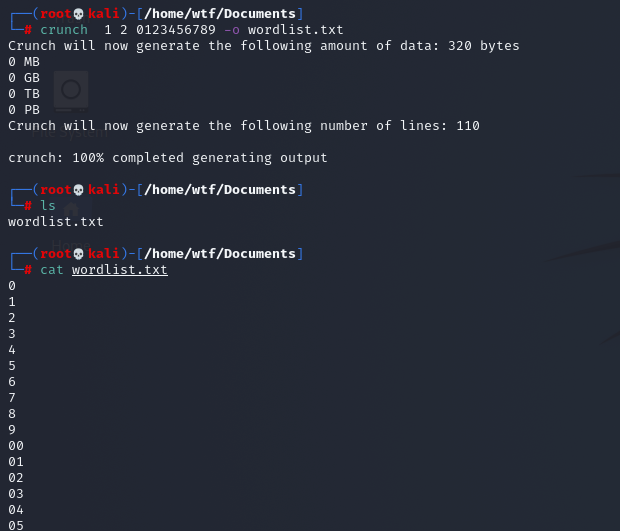 ┌──(root💀kali)-[/home/wtf/Documents]
└─# crunch  1 2 0123456789 -o wordlist.txt
Crunch will now generate the following amount of data: 320 bytes
0 MB
0 GB
0 TB
0 PB
Crunch will now generate the following number of lines: 110
crunch: 100% completed generating output
┌──(root💀kali)-[/home/wtf/Documents]
└─# ls
wordlist.txt
┌──(root💀kali)-[/home/wtf/Documents]
└─# cat wordlist.txt
0
1
2
3
4
5
6
7
8
9
00
01
02
03
04
05